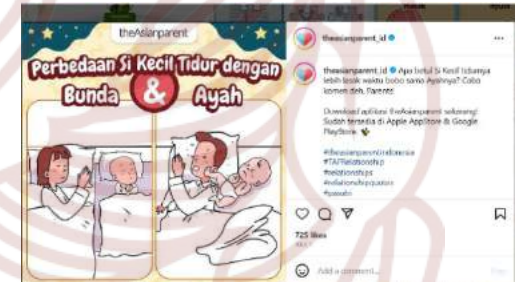 theAsianparent
Perbedaan Si Kecil Tidur dengan
Bunda & Ayah
theasianparent_id
theasianparent_id Apa betul Si Kecil tidurnya
lebih lasak waktu bobo sama Ayahnya? Coba
komen deh, Parents!
Download aplikasi theAsianparent sekarang!
Sudah tersedia di Apple AppStore & Google
PlayStore.
#theasianparentindonesia
#TAPRelationship
#relationships
#relationshipquotes
725 likes
Add a comment...